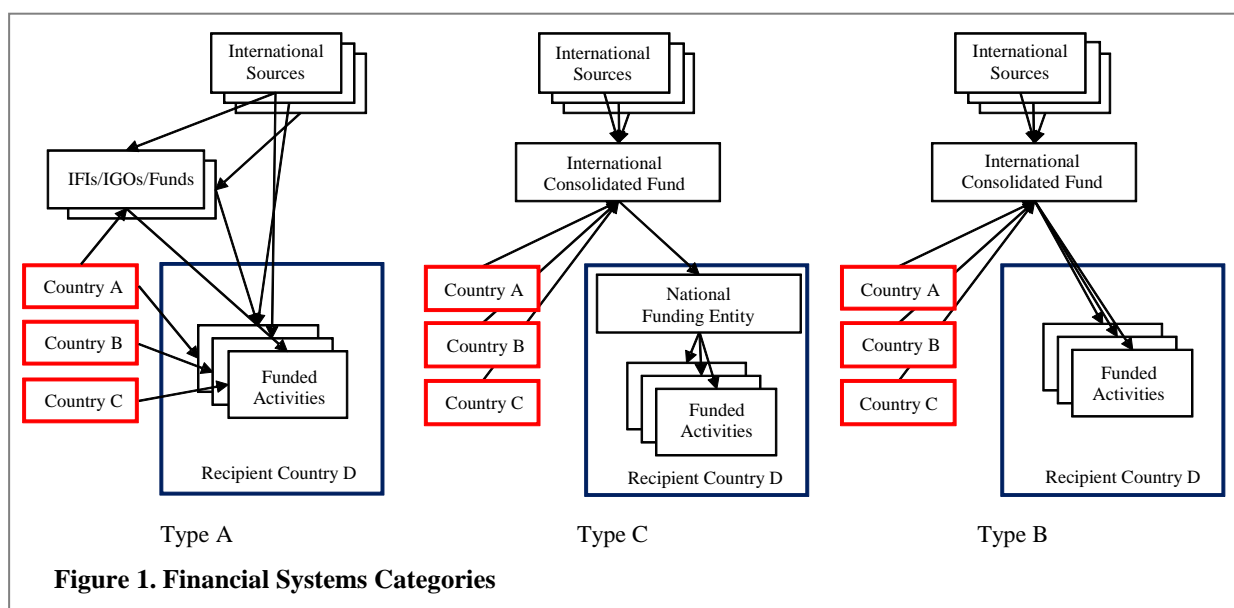 International
Sources
IFIs/IGOs/Funds
Country A
Country B
Country C
Funded
Activities
Recipient Country D
Type A
International
Sources
International
Consolidated Fund
Country A
Country B
Country C
National
Funding Entity
Funded
Activities
Recipient Country D
Type C
International
Sources
International
Consolidated Fund
Country A
Country B
Country C
Funded
Activities
Recipient Country D
Type B
Figure 1. Financial Systems Categories